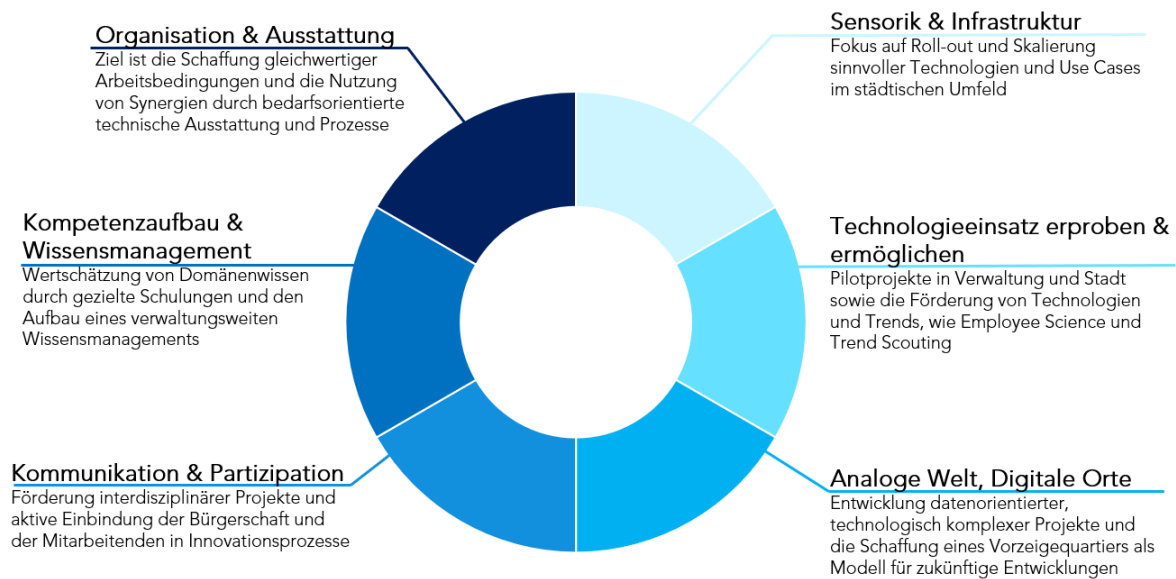 Organisation & Ausstattung
Ziel ist die Schaffung gleichwertiger
Arbeitsbedingungen und die Nutzung
von Synergien durch bedarfsorientierte
technische Ausstattung und Prozesse
Sensorik & Infrastruktur
Fokus auf Roll-out und Skalierung
sinnvoller Technologien und Use Cases
im städtischen Umfeld
Kompetenzaufbau &
Wissensmanagement
Wertschätzung von Domänenwissen
durch gezielte Schulungen und den
Aufbau eines verwaltungsweiten
Wissensmanagements
Technologieeinsatz erproben &
ermöglichen
Pilotprojekte in Verwaltung und Stadt
sowie die Förderung von Technologien
und Trends, wie Employee Science und
Trend Scouting
Kommunikation & Partizipation
Förderung interdisziplinärer Projekte und
aktive Einbindung der Bürgerschaft und
der Mitarbeitenden in Innovationsprozesse
Analoge Welt, Digitale Orte
Entwicklung datenorientierter,
technologisch komplexer Projekte und
die Schaffung eines Vorzeigequartiers als
Modell für zukünftige Entwicklungen